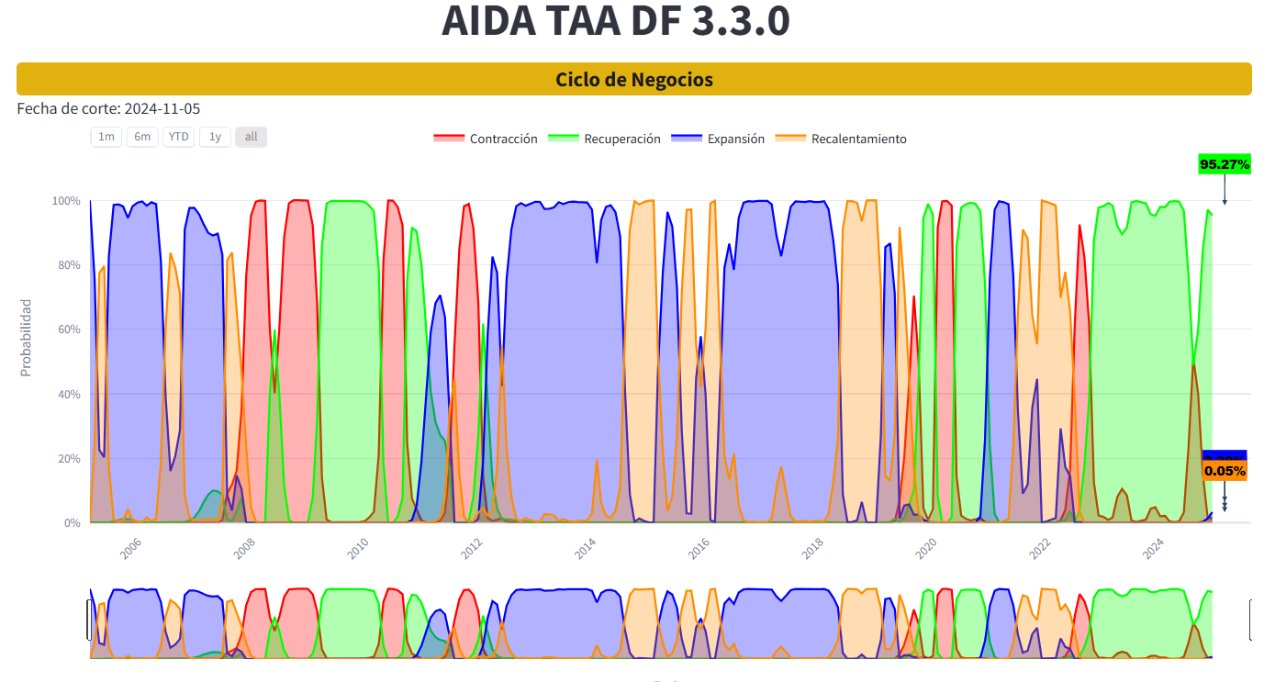 AIDA TAA DF 3.3.0
Ciclo de Negocios
Fecha de corte: 2024-11-05
1m 6m YTD 1y all
Contracción Recuperación Expansión Recalentamiento
95.27%
100%
80%
60%
40%
20%
0%
Probabilidad
0.05%
2006 2008 2010 2012 2014 2016 2018 2020 2022 2024